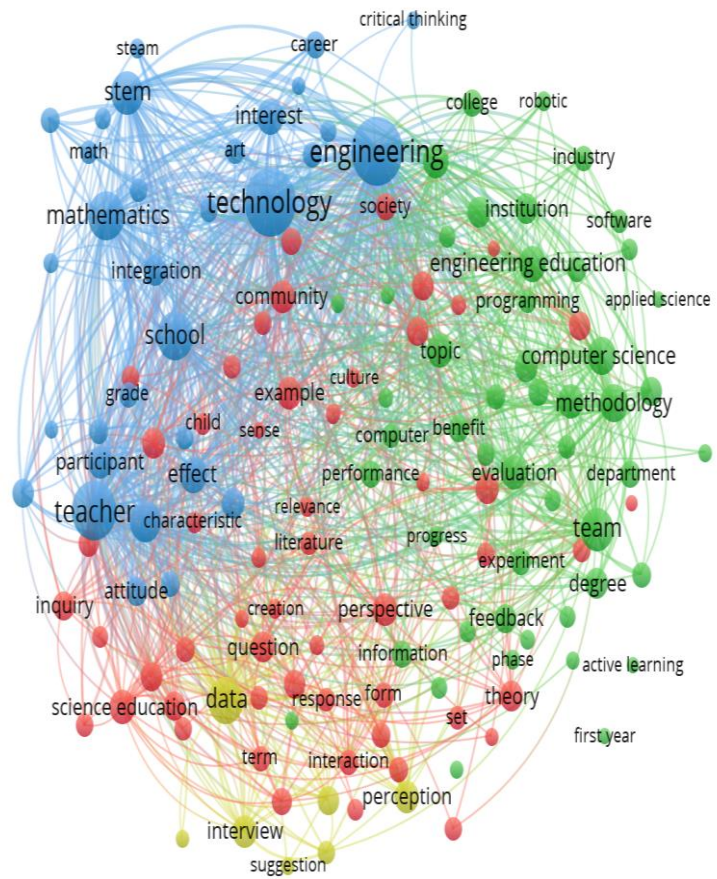 critical thinking
steam
career
stem
interest
college
robotic
math
art
engineering
industry
technology
society
mathematics
institution
software
integration
engineering education
community
programming
applied science
school
topic
computer science
culture
grade
example
methodology
child
sense
computer
benefit
participant
effect
performance
evaluation
department
teacher
characteristic
relevance
literature
progress
team
experiment
attitude
degree
inquiry
creation
perspective
feedback
question
information
phase
active learning
science education
data
response
form
set
theory
first year
term
interaction
perception
interview
suggestion